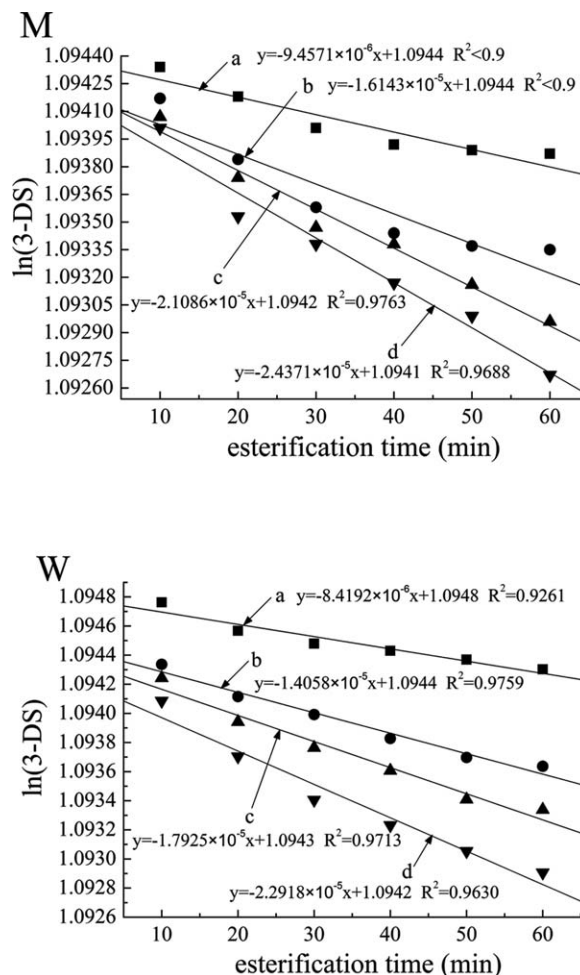 M
1.09440
a y=-9.4571×10⁻⁶x+1.0944 R²<0.9
1.09425
b y=-1.6143×10⁻⁵x+1.0944 R²<0.9
1.09410
1.09395
1.09380
1.09365
1.09350
1.09335
c
y=-2.1086×10⁻⁵x+1.0942 R²=0.9763
1.09320
1.09305
d
1.09290
y=-2.4371×10⁻⁵x+1.0941 R²=0.9688
1.09275
1.09260
ln(3-DS)
10 20 30 40 50 60
esterification time (min)
W
1.0948
a y=-8.4192×10⁻⁶x+1.0948 R²=0.9261
1.0946
1.0944
b
1.0942
y=-1.4058×10⁻⁵x+1.0944 R²=0.9759
1.0940
1.0938
1.0936
1.0934
c
y=-1.7925×10⁻⁵x+1.0943 R²=0.9713
1.0932
1.0930
d
y=-2.2918×10⁻⁵x+1.0942 R²=0.9630
1.0928
1.0926
ln(3-DS)
10 20 30 40 50 60
esterification time (min)